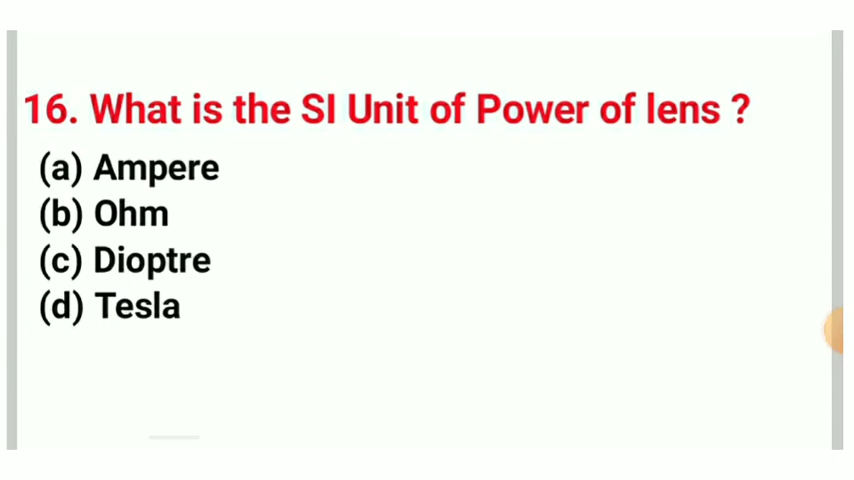 16. What is the SI Unit of Power of lens ?
(a) Ampere
(b) Ohm
(c) Dioptre
(d) Tesla